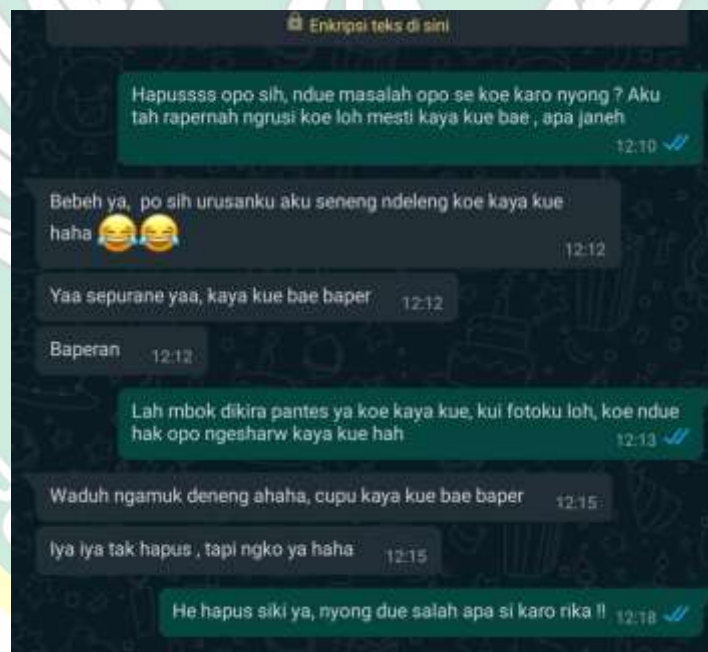 Enkripsi teks di sini
Hapussss opo sih, ndue masalah opo se koe karo nyong ? Aku
tah rapernah ngrusi koe loh mesti kaya kue bae , apa janeh
12:10
Bebeh ya, po sih urusanku aku seneng ndeleng koe kaya kue
haha 😂😂
12:12
Yaa sepurane yaa, kaya kue bae baper 12:12
Baperan 12:12
Lah mbok dikira pantes ya koe kaya kue, kui fotoku loh, koe ndue
hak opo ngesharw kaya kue hah 12:13
Waduh ngamuk deneng ahaha, cupu kaya kue bae baper 12:15
Iya iya tak hapus , tapi ngko ya haha 12:15
He hapus siki ya, nyong due salah apa si karo rika !! 12:18